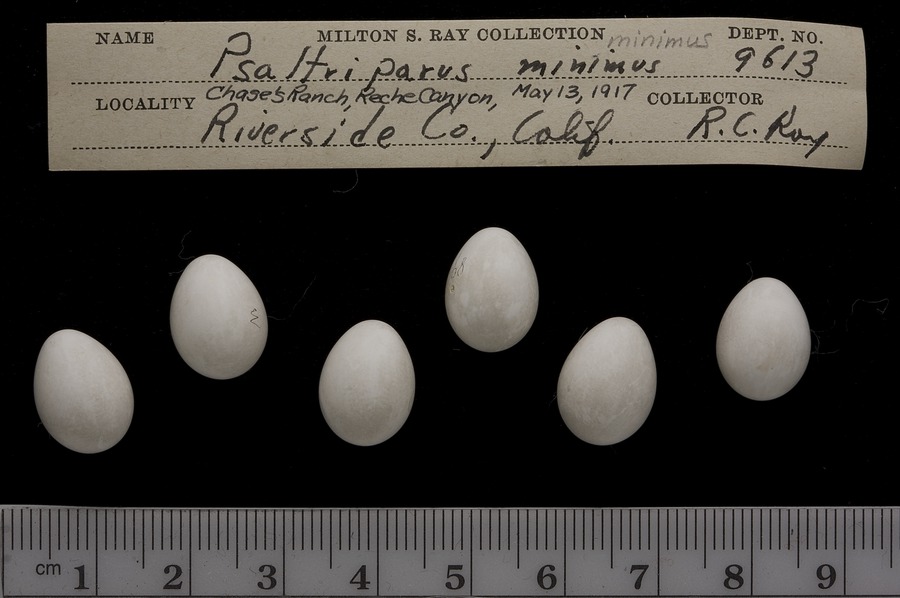 NAME MILTON S. RAY COLLECTION minimus DEPT. NO.
Psaltriparus minimus 9613
LOCALITY Chase's Ranch, Reche Canyon, May 13, 1917 COLLECTOR
Riverside Co., Calif. R. C. Ray
cm 1 2 3 4 5 6 7 8 9